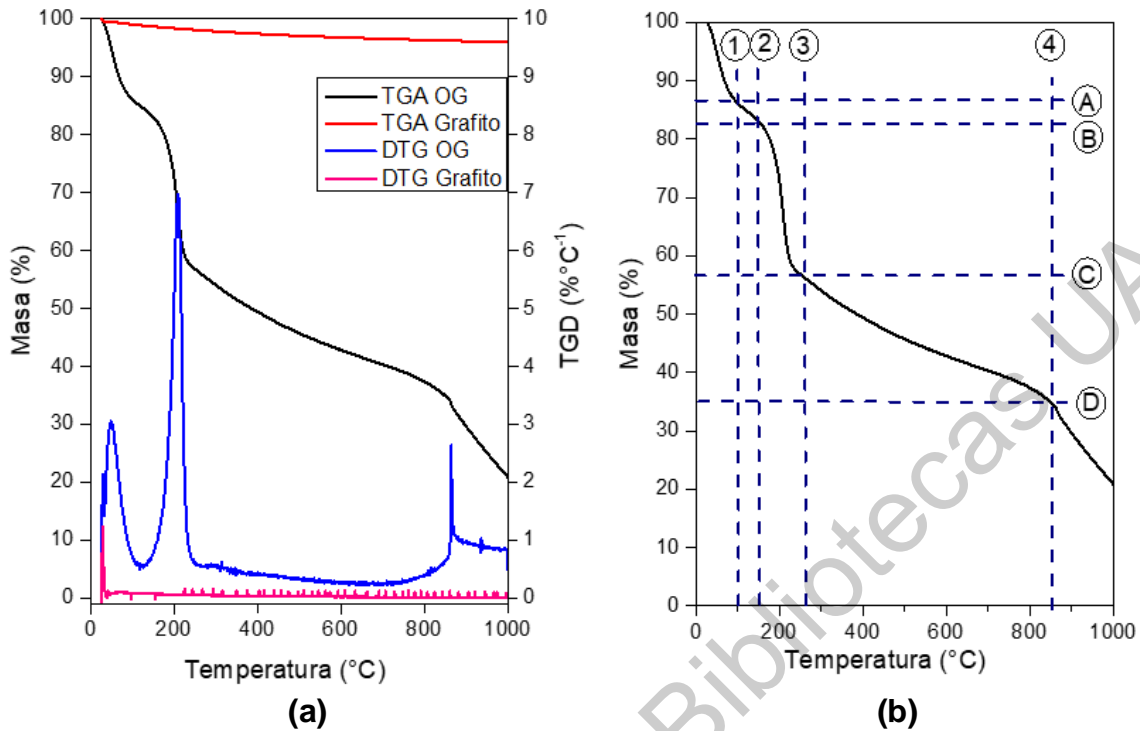 100
90
80
70
60
50
40
30
20
10
0
Masa (%)
10
9
8
7
6
5
4
3
2
1
0
TGD (%°C⁻¹)
TGA OG
TGA Grafito
DTG OG
DTG Grafito
0 200 400 600 800 1000
Temperatura (°C)
(a)
100
90
80
70
60
50
40
30
20
10
0
Masa (%)
1 2 3 4
A
B
C
D
0 200 400 600 800 1000
Temperatura (°C)
(b)
Bibliotecas UA